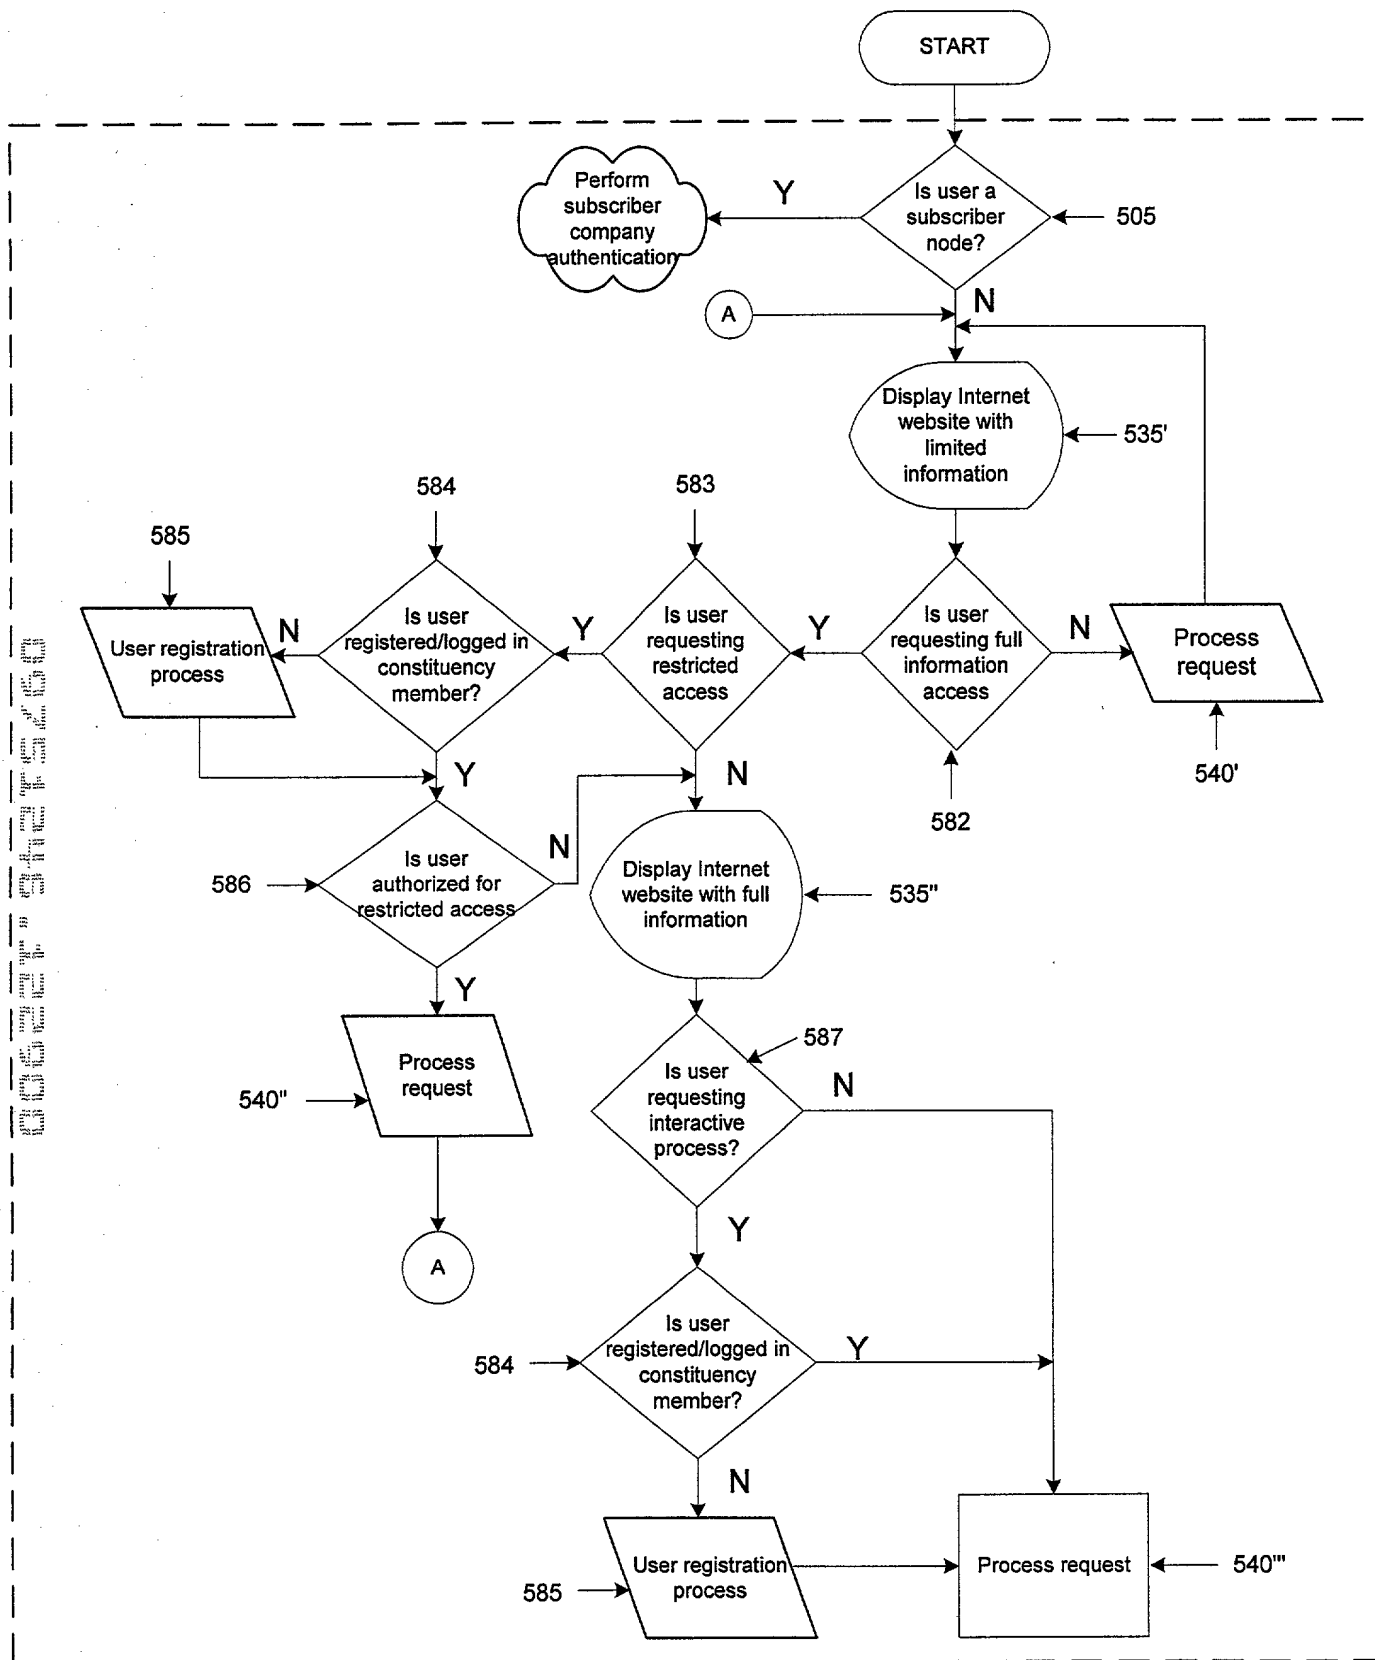 START
Perform
subscriber
company
authentication
Y
Is user a
subscriber
node?
505
N
A
Display Internet
website with
limited
information
535'
584
583
585
Is user
registered/logged in
constituency
member?
Is user
requesting
restricted
access
Is user
requesting full
information
access
N
Y
Y
N
User registration
process
Process
request
540'
582
Y
N
586
Is user
authorized for
restricted access
N
Display Internet
website with full
information
535"
Y
Process
request
540"
587
Is user
requesting
interactive
process?
N
Y
A
584
Is user
registered/logged in
constituency
member?
Y
N
585
User registration
process
Process request
540'"